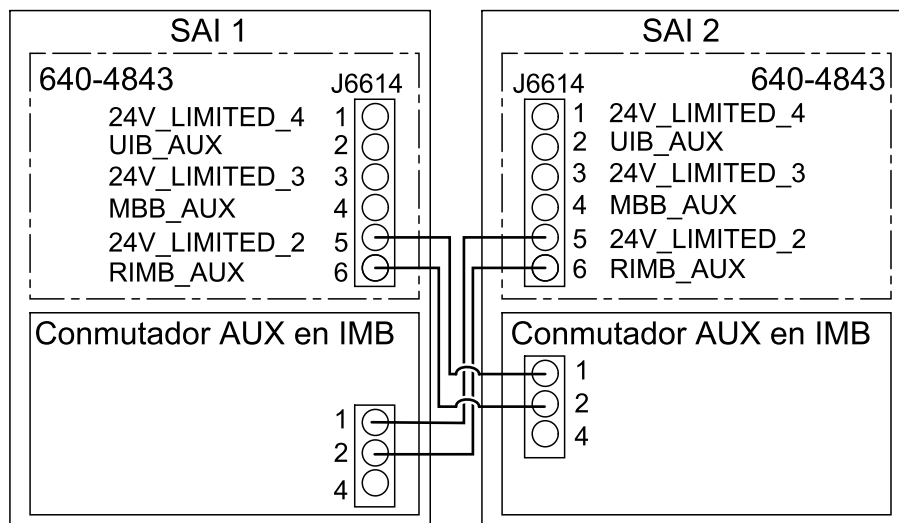 SAI 1
640-4843
J6614
24V_LIMITED_4 1
UIB_AUX 2
24V_LIMITED_3 3
MBB_AUX 4
24V_LIMITED_2 5
RIMB_AUX 6
Conmutador AUX en IMB
1
2
4
SAI 2
J6614
640-4843
1 24V_LIMITED_4
2 UIB_AUX
3 24V_LIMITED_3
4 MBB_AUX
5 24V_LIMITED_2
6 RIMB_AUX
Conmutador AUX en IMB
1
2
4